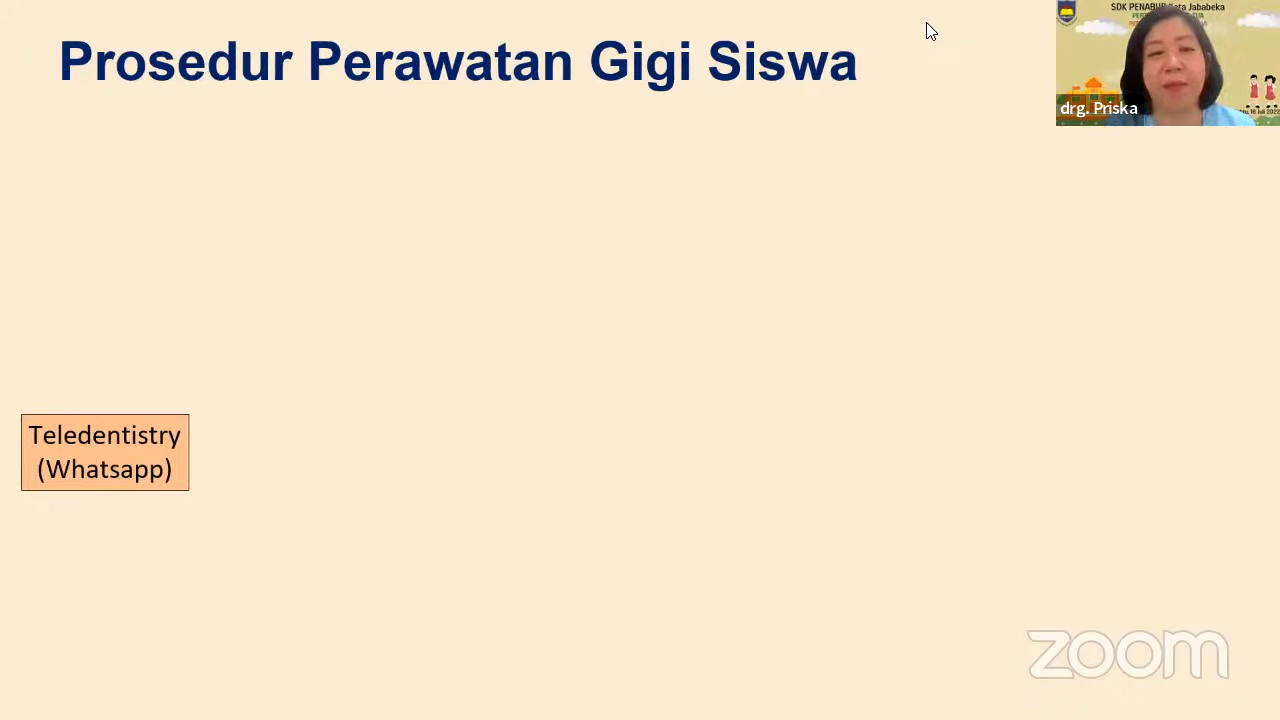 Prosedur Perawatan Gigi Siswa
SDK PENABUR Kota Jababeka
drg. Priska
Teledentistry
(Whatsapp)
zoom